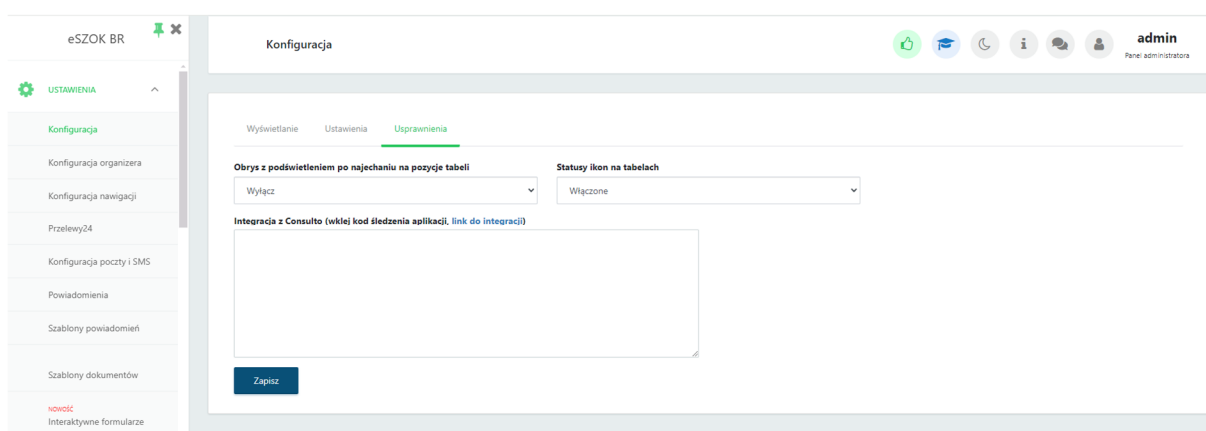 eSZOK BR
Konfiguracja
admin
Panel administratora
USTAWIENIA
Konfiguracja
Konfiguracja organizera
Konfiguracja nawigacji
Przelewy24
Konfiguracja poczty i SMS
Powiadomienia
Szablony powiadomień
Szablony dokumentów
NOWOŚĆ
Interaktywne formularze
Wyświetlanie Ustawienia Usprawnienia
Obrys z podświetleniem po najechaniu na pozycje tabeli Statusy ikon na tabelach
Wyłącz Włączone
Integracja z Consulto (wklej kod śledzenia aplikacji, link do integracji)
Zapisz